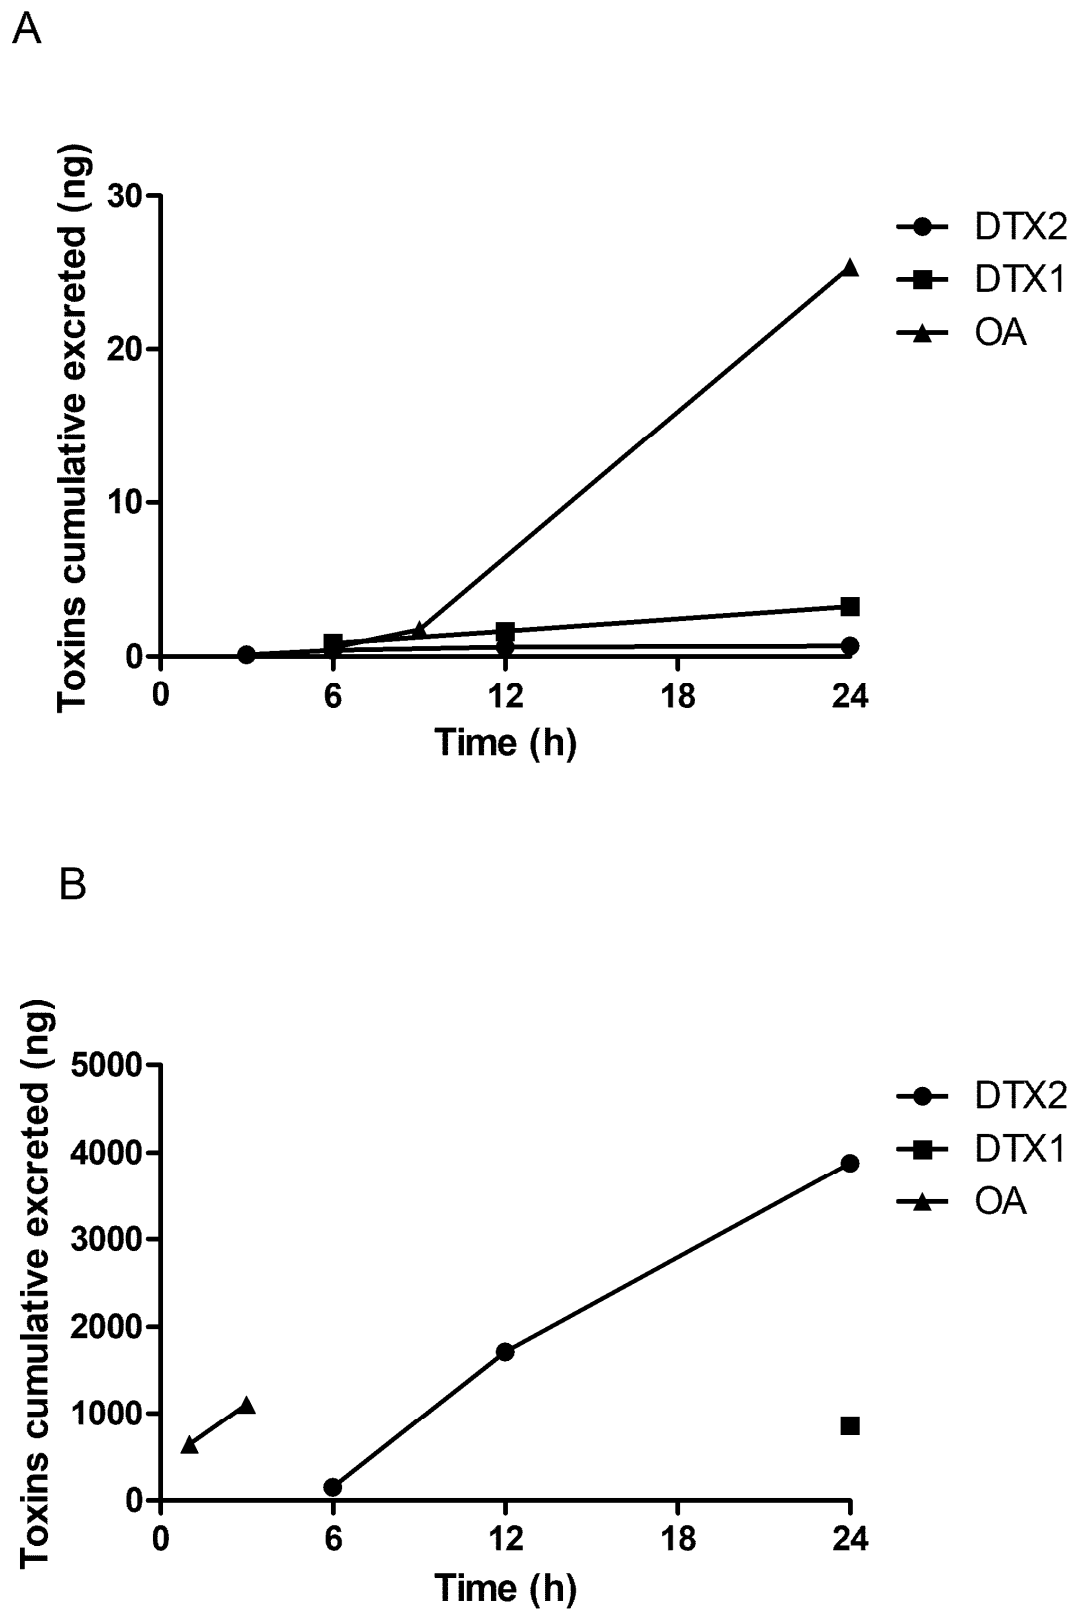 A
Toxins cumulative excreted (ng)
30
20
10
0
0 6 12 18 24
Time (h)
DTX2
DTX1
OA
B
Toxins cumulative excreted (ng)
5000
4000
3000
2000
1000
0
0 6 12 18 24
Time (h)
DTX2
DTX1
OA